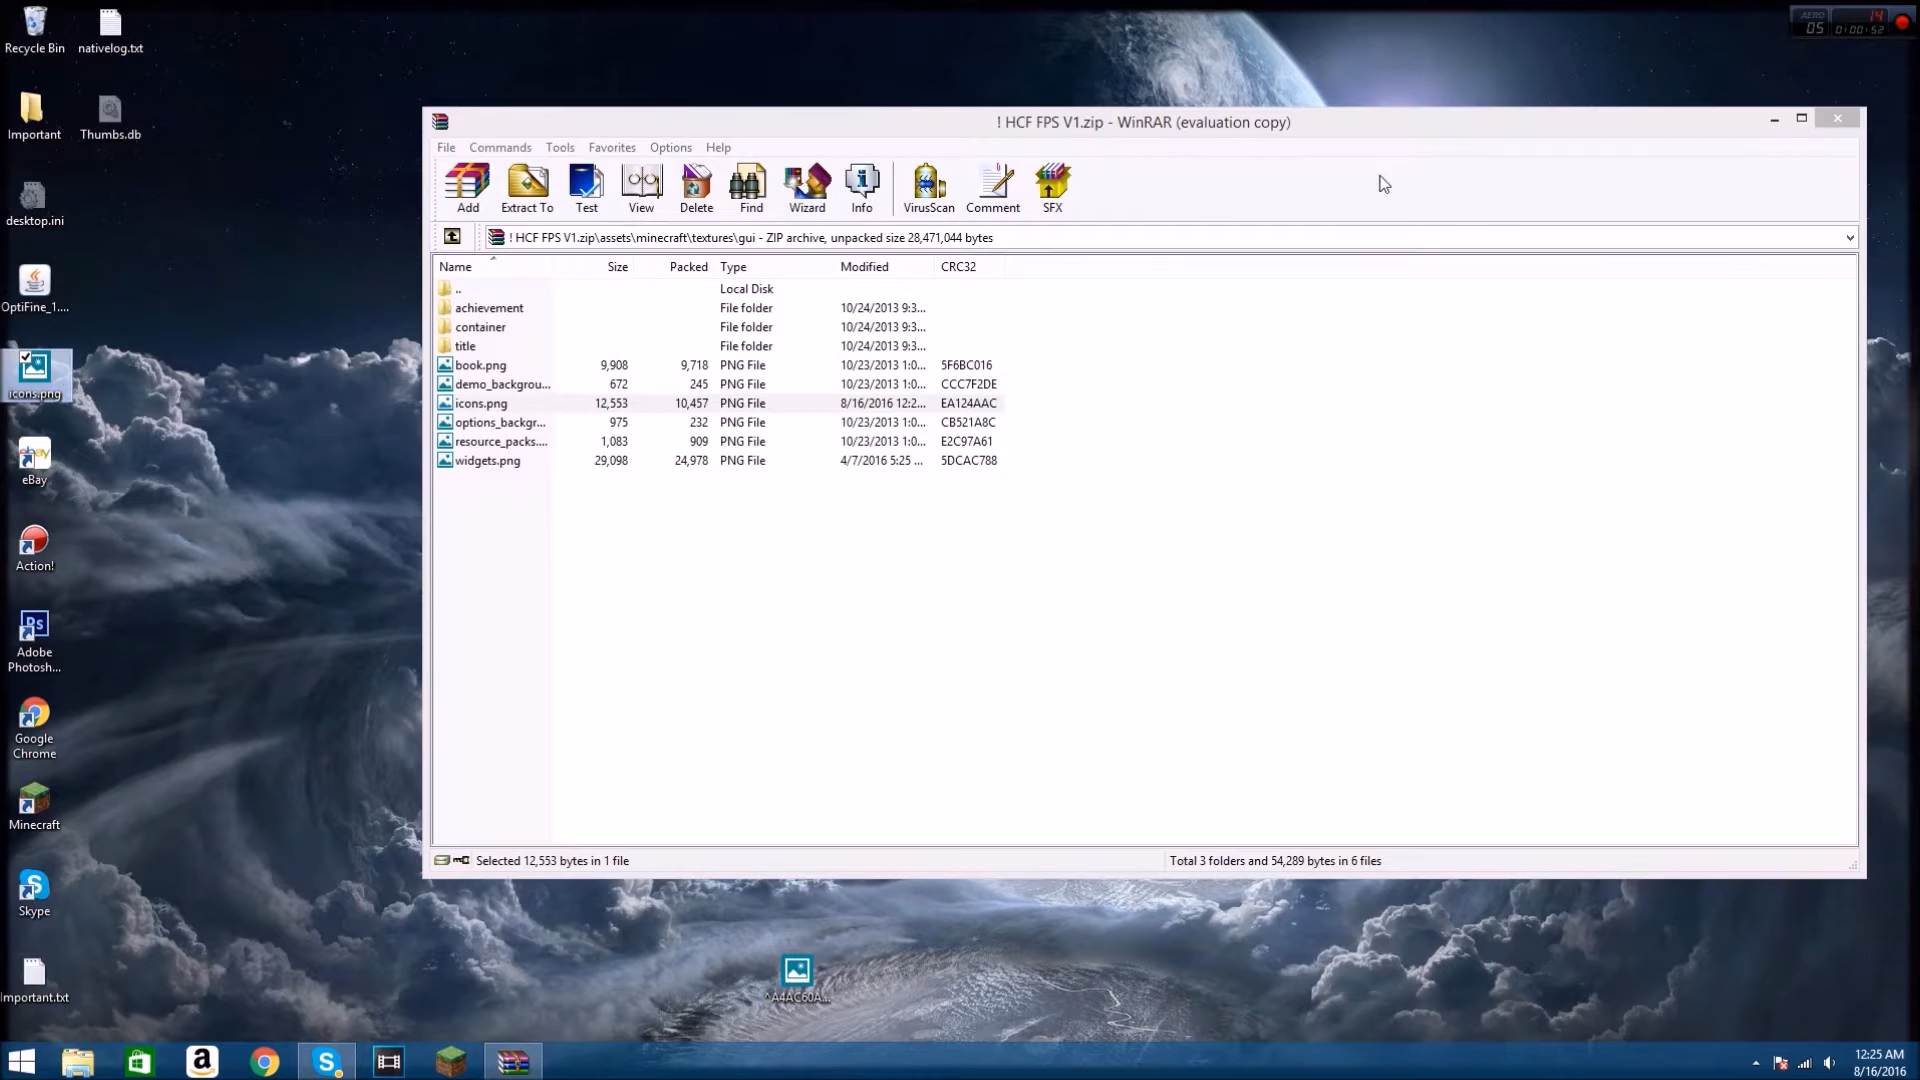 Recycle Bin
nativelog.txt
Important
Thumbs.db
desktop.ini
OptiFine_1....
icons.png
eBay
Action!
Ps
Adobe
Photosh...
Google
Chrome
Minecraft
Skype
Important.txt
AERO
05
14
0:00:52
! HCF FPS V1.zip - WinRAR (evaluation copy)
File Commands Tools Favorites Options Help
Add Extract To Test View Delete Find Wizard Info VirusScan Comment SFX
! HCF FPS V1.zip\assets\minecraft\textures\gui - ZIP archive, unpacked size 28,471,044 bytes
Name Size Packed Type Modified CRC32
.. Local Disk
achievement File folder 10/24/2013 9:3...
container File folder 10/24/2013 9:3...
title File folder 10/24/2013 9:3...
book.png 9,908 9,718 PNG File 10/23/2013 1:0... 5F6BC016
demo_backgrou... 672 245 PNG File 10/23/2013 1:0... CCC7F2DE
icons.png 12,553 10,457 PNG File 8/16/2016 12:2... EA124AAC
options_backgr... 975 232 PNG File 10/23/2013 1:0... CB521A8C
resource_packs.... 1,083 909 PNG File 10/23/2013 1:0... E2C97A61
widgets.png 29,098 24,978 PNG File 4/7/2016 5:25 ... 5DCAC788
Selected 12,553 bytes in 1 file
Total 3 folders and 54,289 bytes in 6 files
^A4AC60A...
12:25 AM
8/16/2016